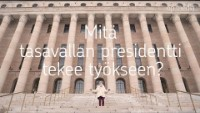 Mitä
tasavallan presidentti
tekee työkseen?